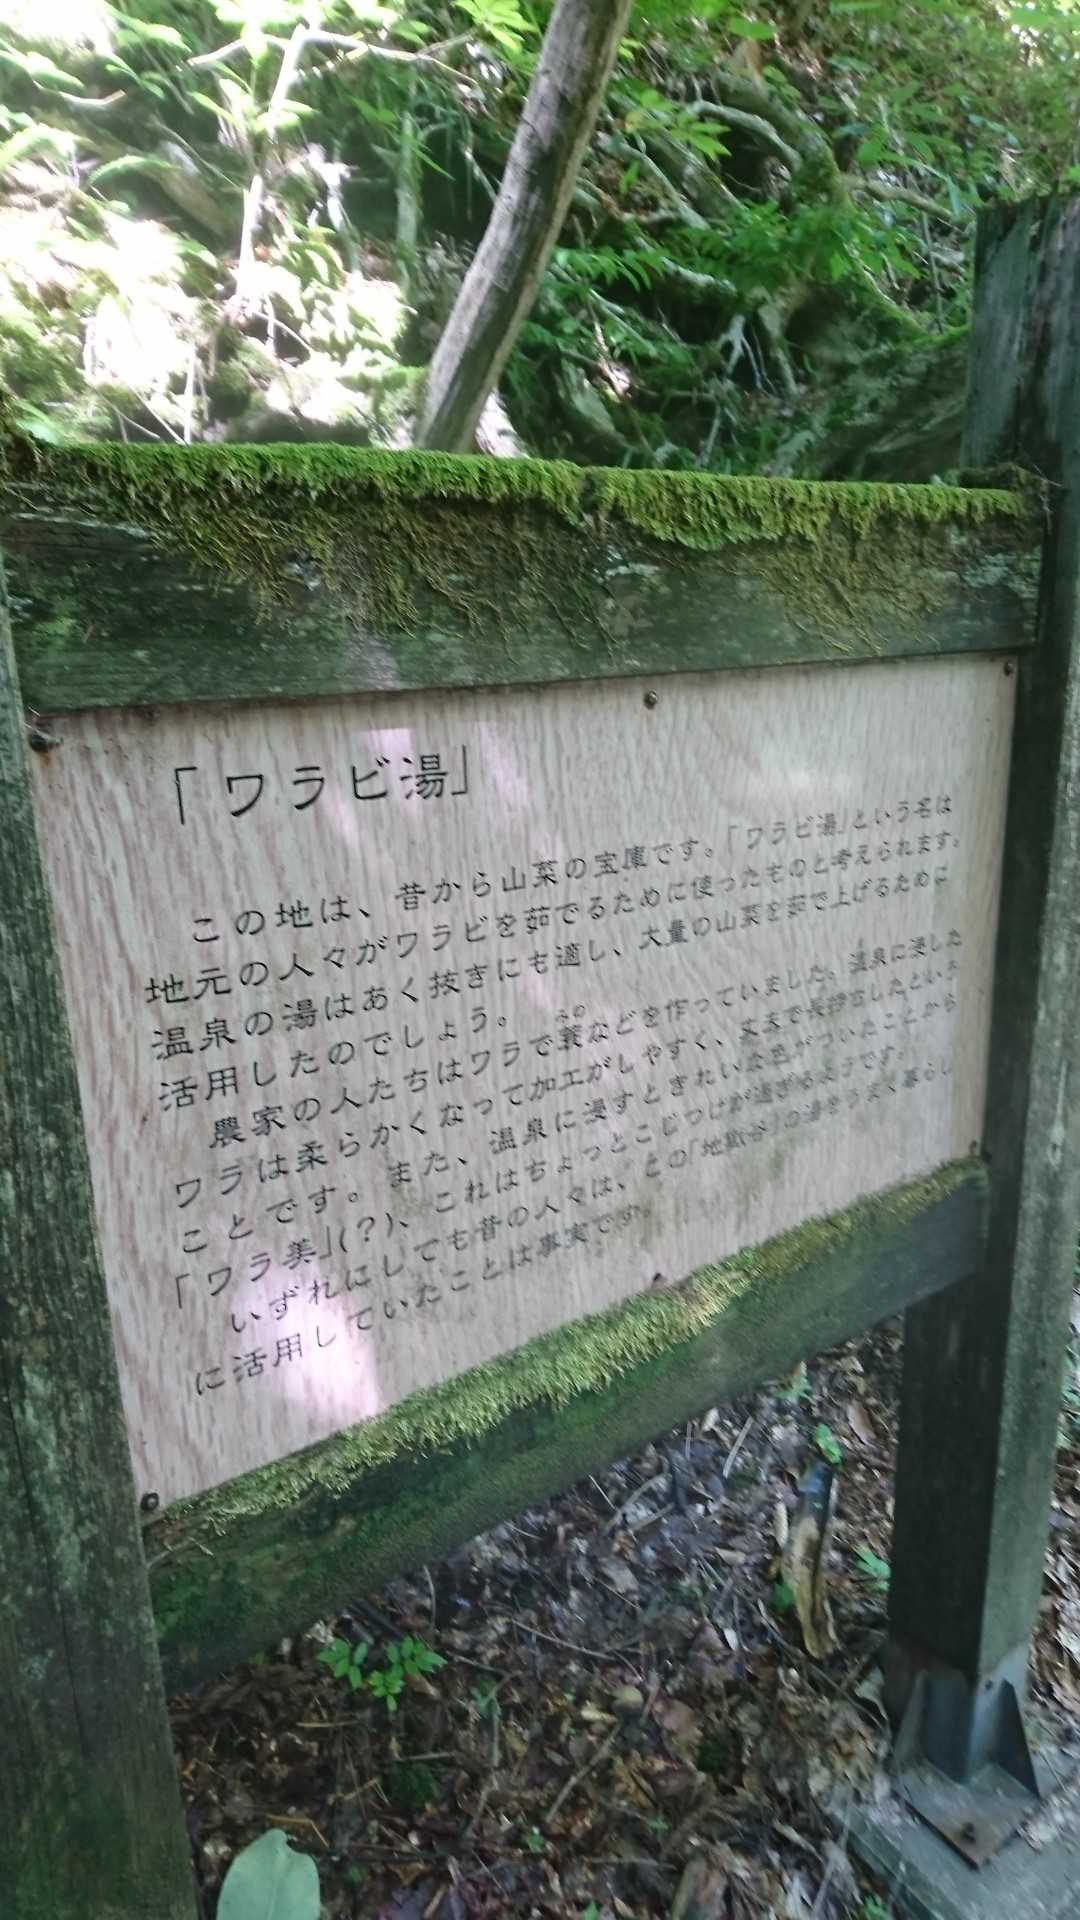 「ワラビ湯」
この地は、昔から山菜の宝庫です。「ワラビ湯」という名は
地元の人々がワラビを茹でるために使ったものと考えられます。
温泉の湯はあく抜きにも適し、大量の山菜を茹で上げるために
活用したのでしょう。
農家の人たちはワラで蓑などを作っていました。温泉に浸した
みの
ワラは柔らかくなって加工がしやすく、丈夫で長持ちしたという
ことです。また、温泉に浸すときれいな色がついたことから
「ワラ美」(?)、これはちょっとこじつけが過ぎるようです。
いずれにしても昔の人々は、この「地獄谷」の湯をうまく暮らし
に活用していたことは事実です。